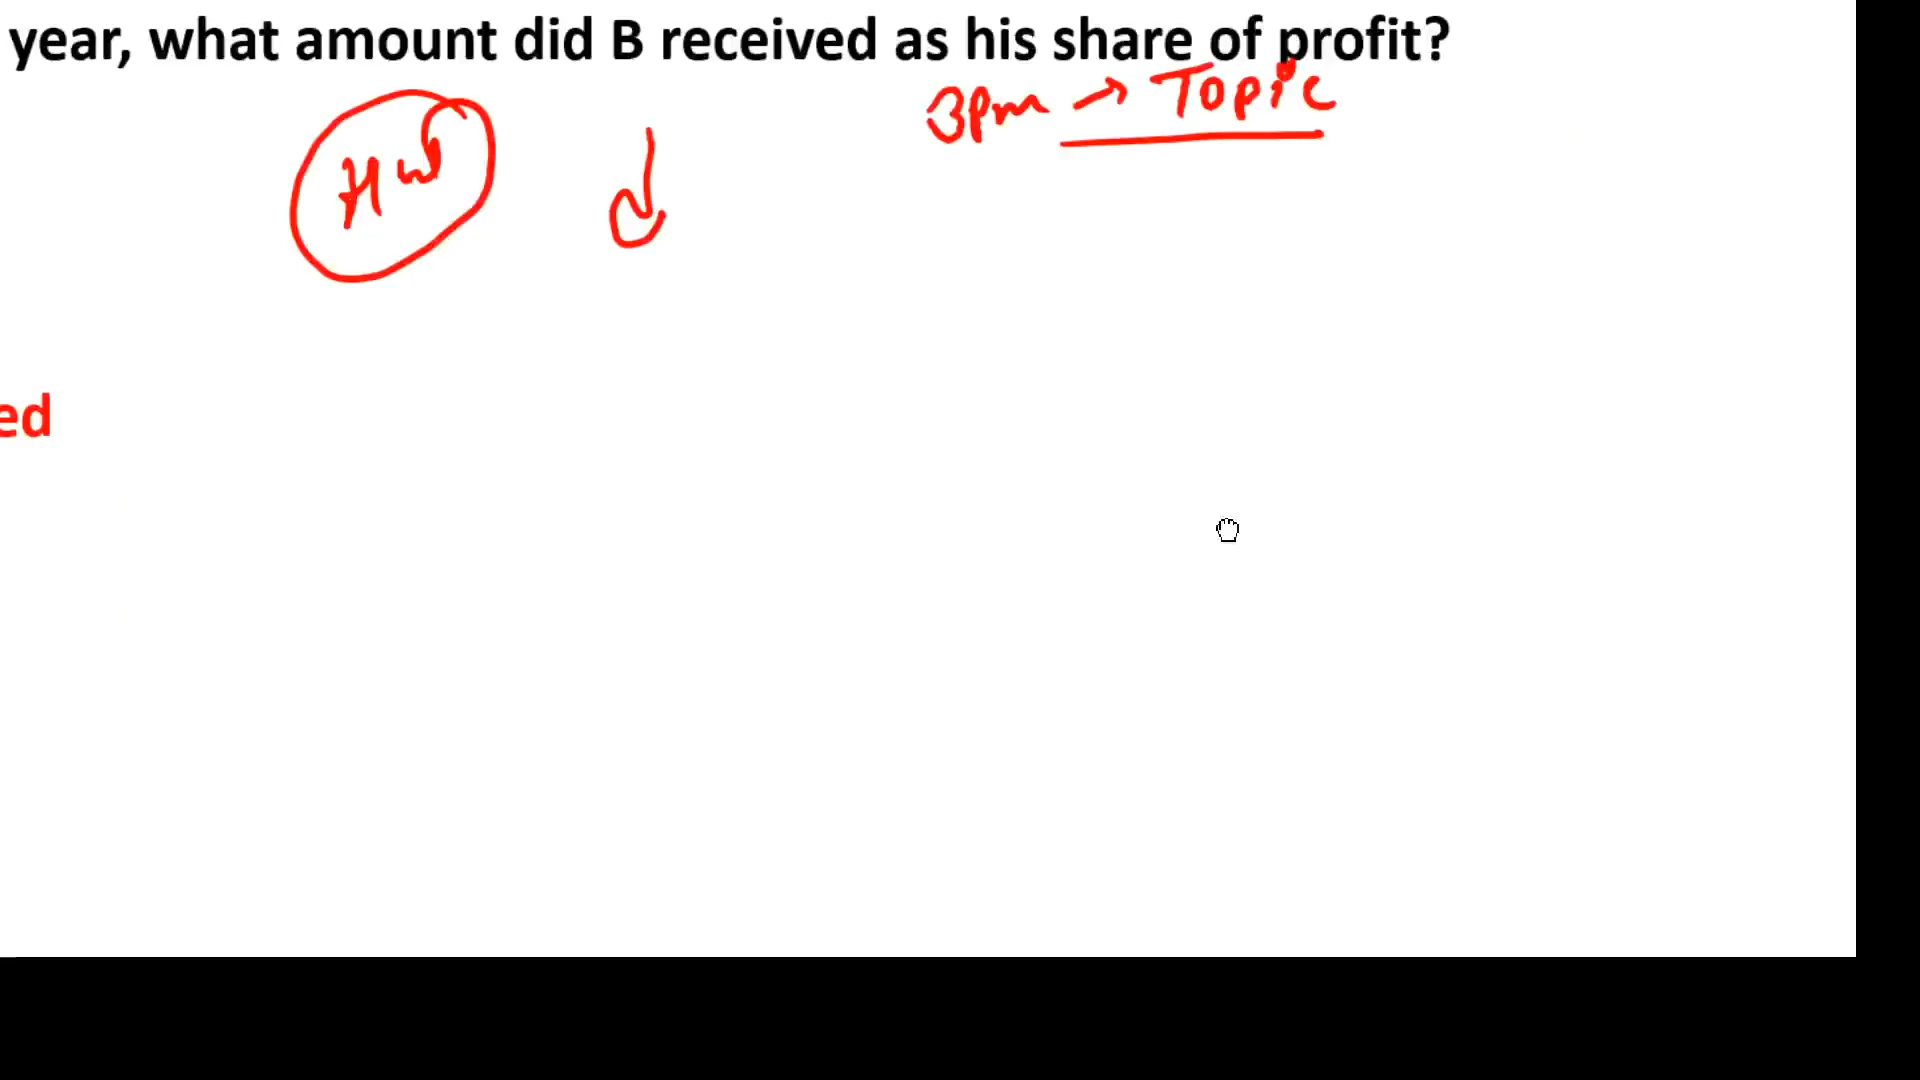 year, what amount did B received as his share of profit?
3pm → Topic
Hw
ed